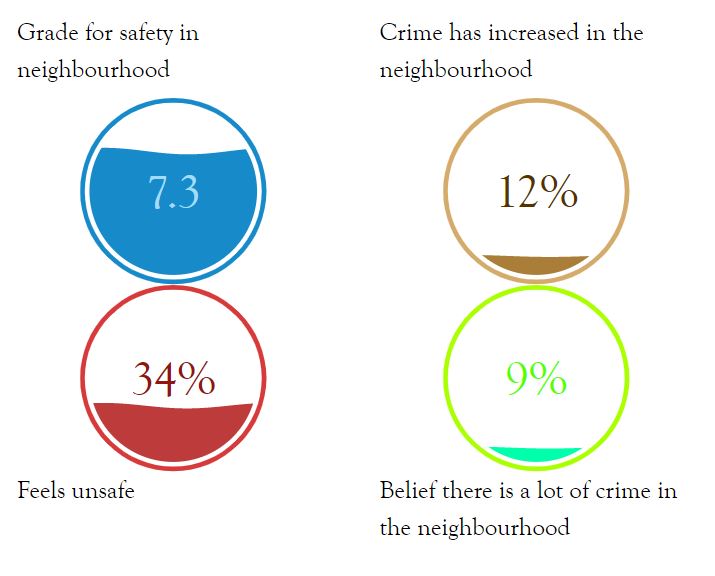 Grade for safety in
neighbourhood
7.3
34%
Feels unsafe
Crime has increased in the
neighbourhood
12%
9%
Belief there is a lot of crime in
the neighbourhood